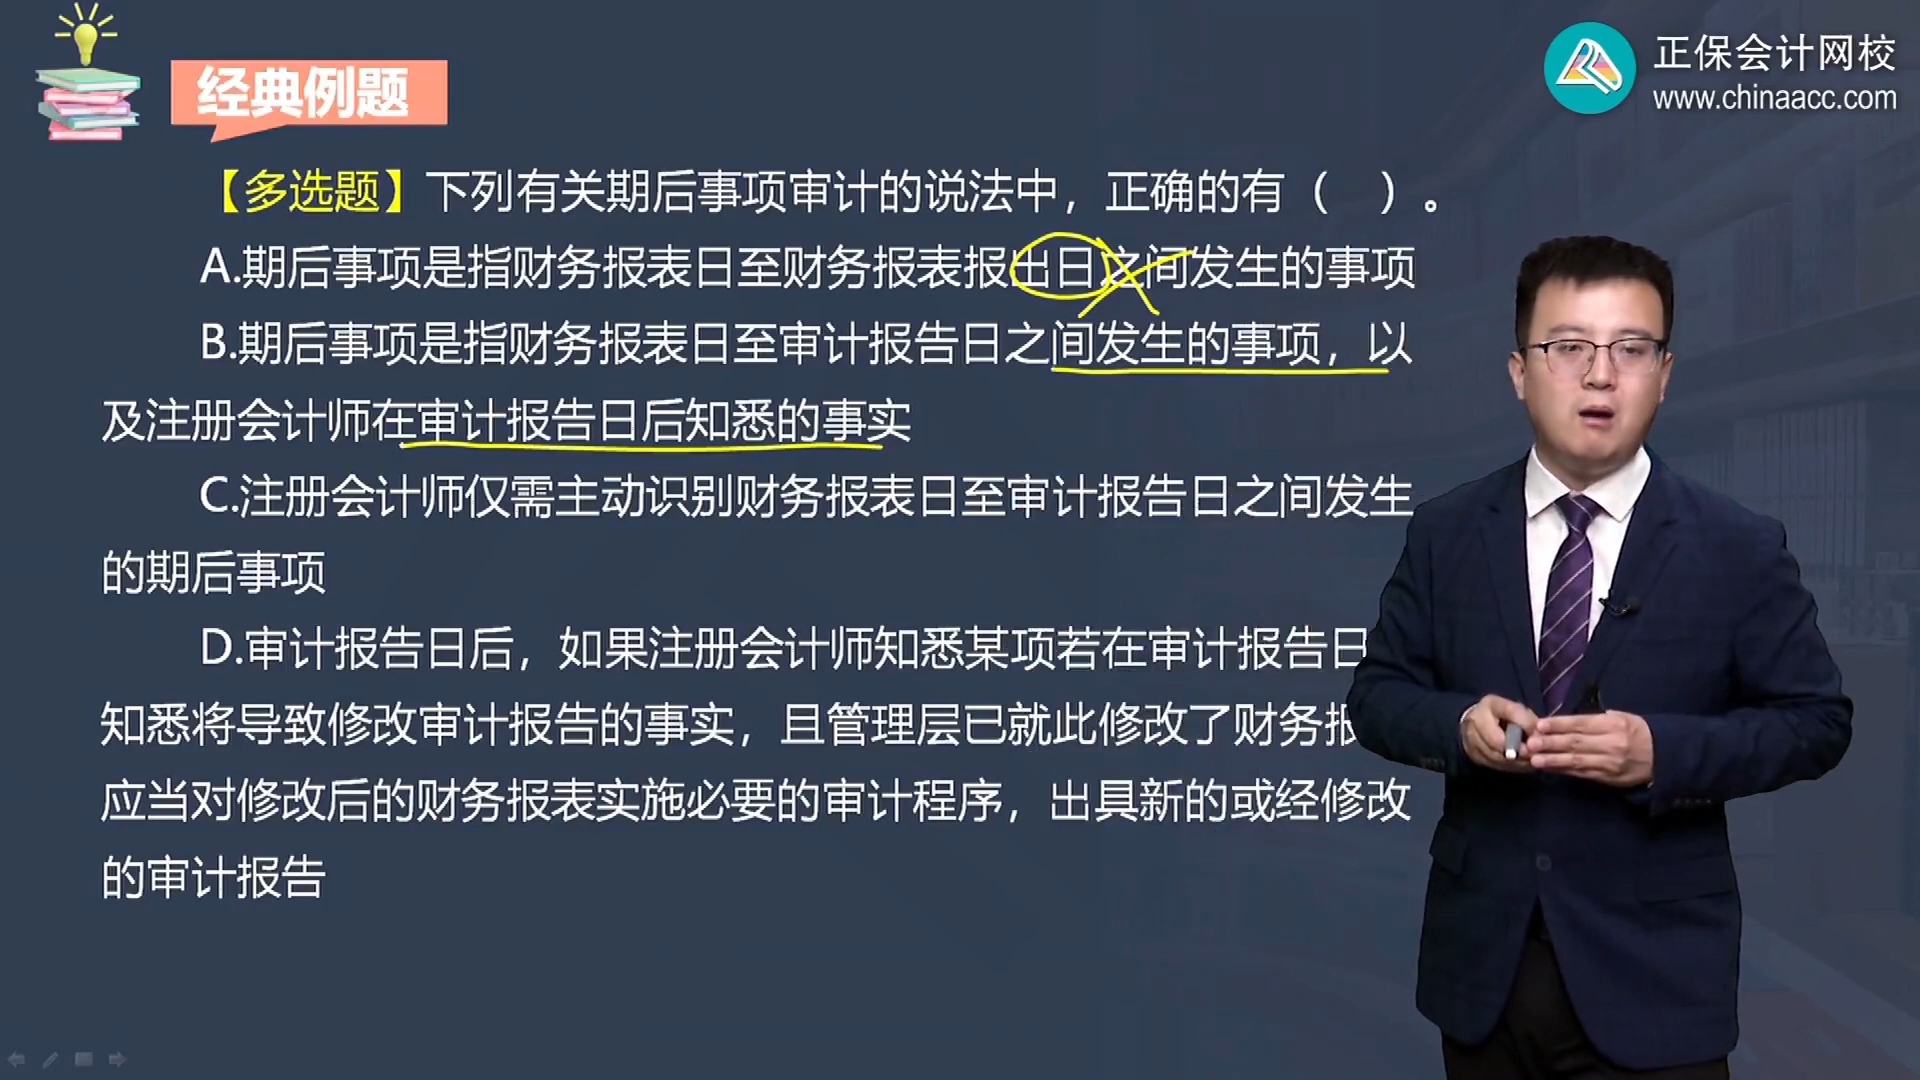 正保会计网校
www.chinaacc.com
经典例题
【多选题】下列有关期后事项审计的说法中，正确的有（　）。
A.期后事项是指财务报表日至财务报表报出日之间发生的事项
B.期后事项是指财务报表日至审计报告日之间发生的事项，以
及注册会计师在审计报告日后知悉的事实
C.注册会计师仅需主动识别财务报表日至审计报告日之间发生
的期后事项
D.审计报告日后，如果注册会计师知悉某项若在审计报告日
知悉将导致修改审计报告的事实，且管理层已就此修改了财务报
应当对修改后的财务报表实施必要的审计程序，出具新的或经修改
的审计报告